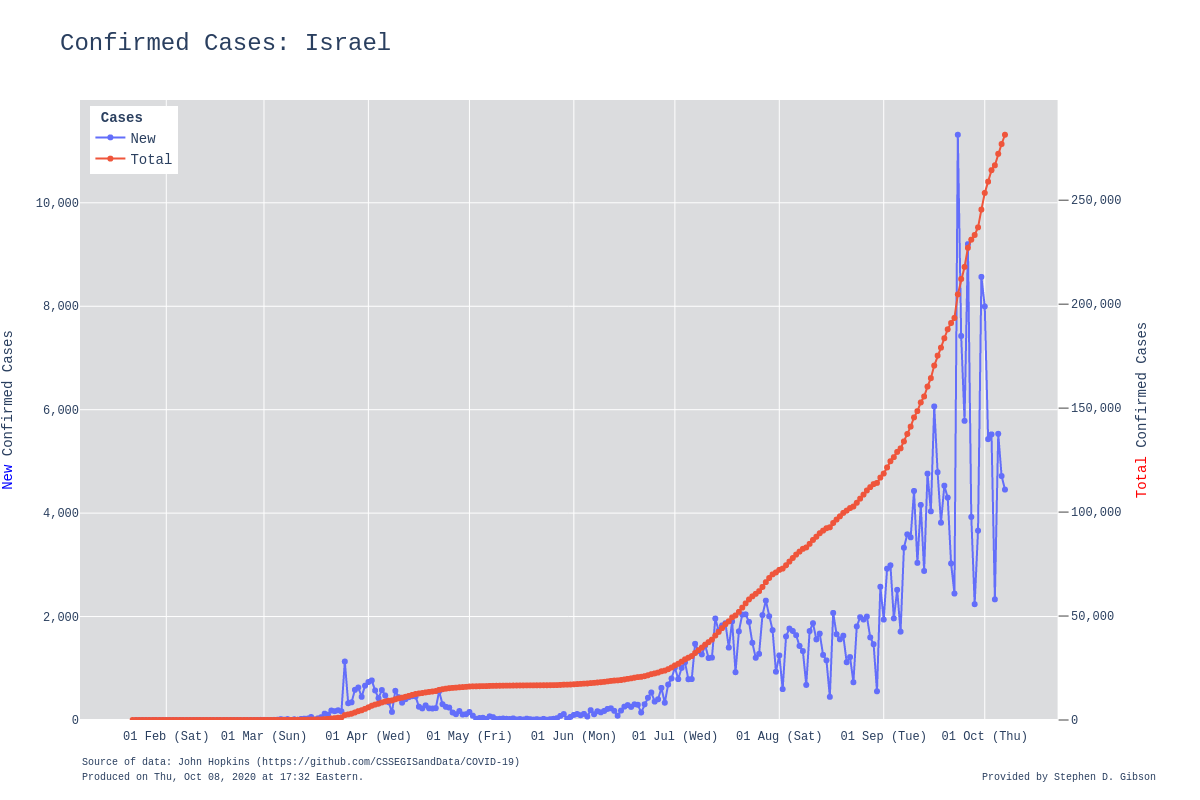 Confirmed Cases: Israel
Cases
New
Total
10,000
8,000
6,000
4,000
2,000
0
250,000
200,000
150,000
100,000
50,000
0
New Confirmed Cases
Total Confirmed Cases
01 Feb (Sat) 01 Mar (Sun) 01 Apr (Wed) 01 May (Fri) 01 Jun (Mon) 01 Jul (Wed) 01 Aug (Sat) 01 Sep (Tue) 01 Oct (Thu)
Source of data: John Hopkins (https://github.com/CSSEGISandData/COVID-19)
Produced on Thu, Oct 08, 2020 at 17:32 Eastern.
Provided by Stephen D. Gibson